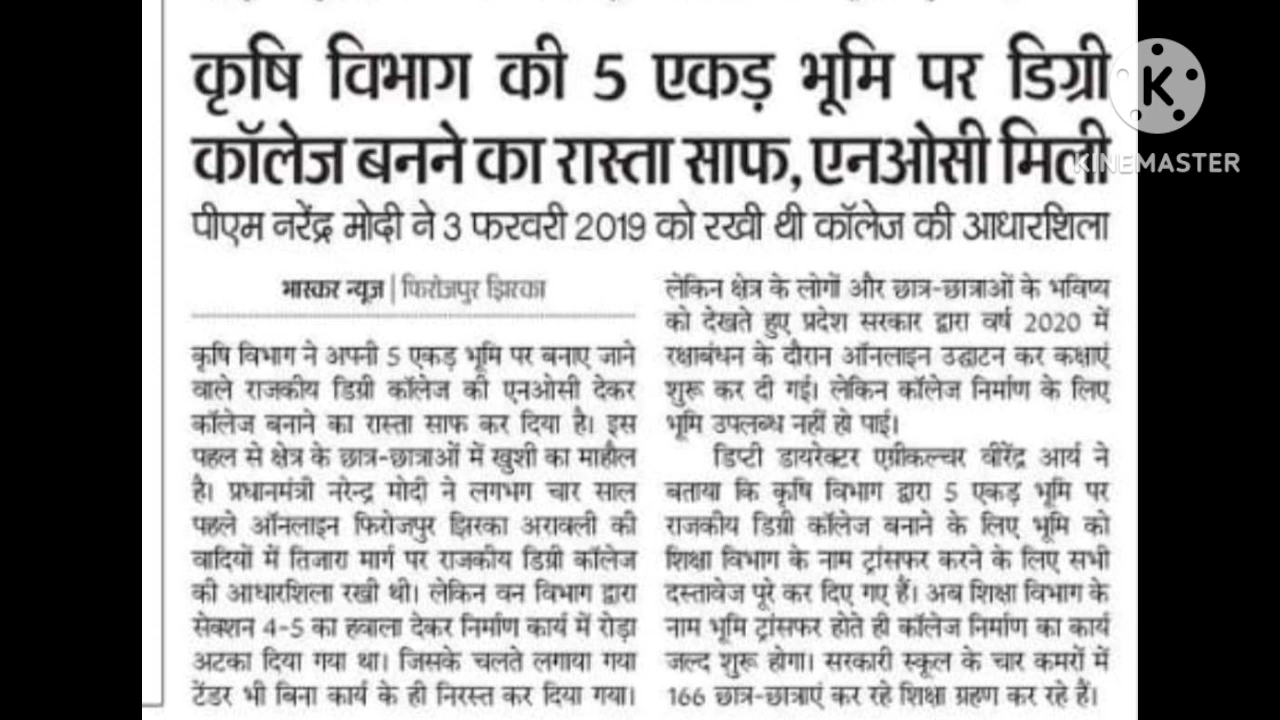 कृषि विभाग की 5 एकड़ भूमि पर डिग्री
कॉलेज बनने का रास्ता साफ, एनओसी मिली
पीएम नरेंद्र मोदी ने 3 फरवरी 2019 को रखी थी कॉलेज की आधारशिला
भास्कर न्यूज | फिरोजपुर झिरका
कृषि विभाग ने अपनी 5 एकड़ भूमि पर बनाए जाने
वाले राजकीय डिग्री कॉलेज की एनओसी देकर
कॉलेज बनाने का रास्ता साफ कर दिया है। इस
पहल से क्षेत्र के छात्र-छात्राओं में खुशी का माहौल
है। प्रधानमंत्री नरेन्द्र मोदी ने लगभग चार साल
पहले ऑनलाइन फिरोजपुर झिरका अरावली की
वादियों में तिजारा मार्ग पर राजकीय डिग्री कॉलेज
की आधारशिला रखी थी। लेकिन वन विभाग द्वारा
सेक्शन 4-5 का हवाला देकर निर्माण कार्य में रोड़ा
अटका दिया गया था। जिसके चलते लगाया गया
टेंडर भी बिना कार्य के ही निरस्त कर दिया गया।
लेकिन क्षेत्र के लोगों और छात्र-छात्राओं के भविष्य
को देखते हुए प्रदेश सरकार द्वारा वर्ष 2020 में
रक्षाबंधन के दौरान ऑनलाइन उद्घाटन कर कक्षाएं
शुरू कर दी गई। लेकिन कॉलेज निर्माण के लिए
भूमि उपलब्ध नहीं हो पाई।
डिप्टी डायरेक्टर एग्रीकल्चर वीरेंद्र आर्य ने
बताया कि कृषि विभाग द्वारा 5 एकड़ भूमि पर
राजकीय डिग्री कॉलेज बनाने के लिए भूमि को
शिक्षा विभाग के नाम ट्रांसफर करने के लिए सभी
दस्तावेज पूरे कर दिए गए हैं। अब शिक्षा विभाग के
नाम भूमि ट्रांसफर होते ही कॉलेज निर्माण का कार्य
जल्द शुरू होगा। सरकारी स्कूल के चार कमरों में
166 छात्र-छात्राएं कर रहे शिक्षा ग्रहण कर रहे हैं।
K
KINEMASTER